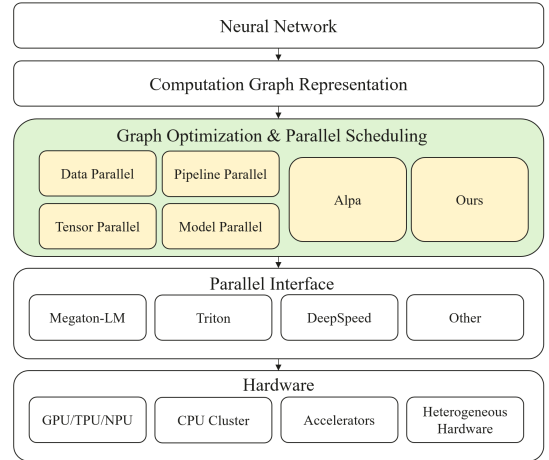 Neural Network
Computation Graph Representation
Graph Optimization & Parallel Scheduling
Data Parallel
Pipeline Parallel
Tensor Parallel
Model Parallel
Alpa
Ours
Parallel Interface
Megaton-LM
Triton
DeepSpeed
Other
Hardware
GPU/TPU/NPU
CPU Cluster
Accelerators
Heterogeneous
Hardware